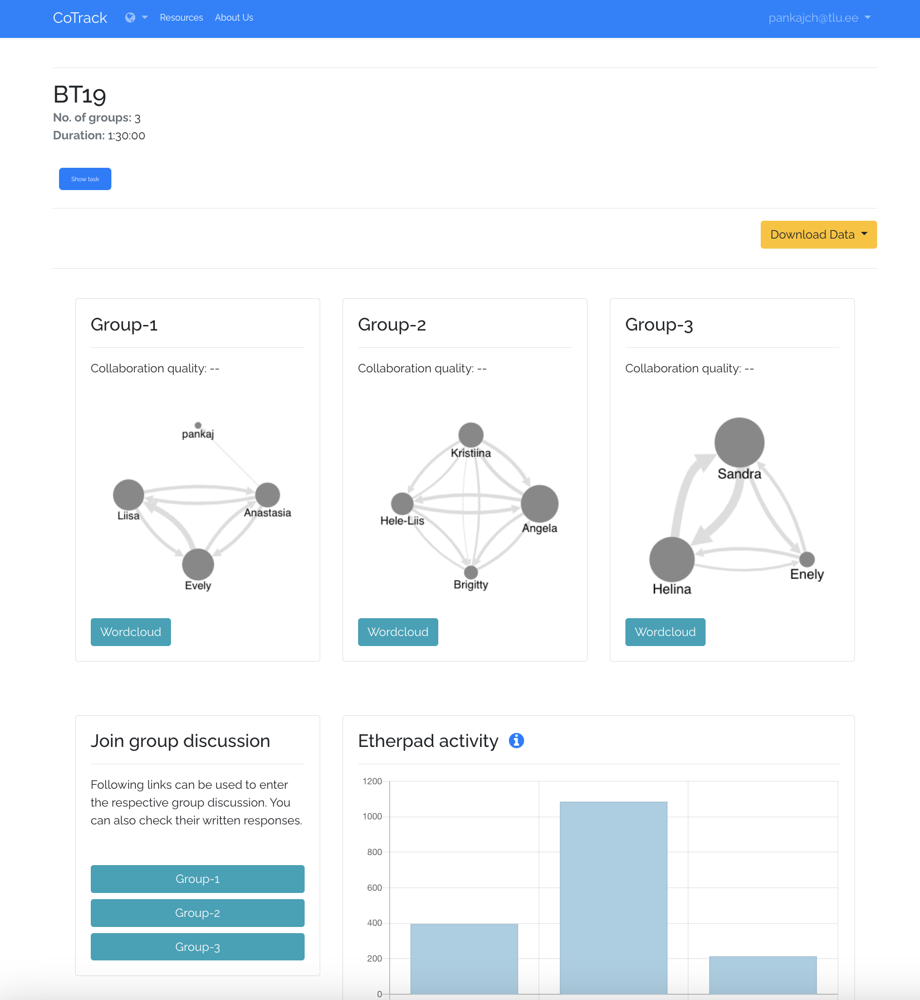 CoTrack Resources About Us pankajch@tlu.ee
BT19
No. of groups: 3
Duration: 1:30:00
Show task
Download Data
Group-1
Collaboration quality: --
pankaj
Liisa
Anastasia
Evely
Wordcloud
Group-2
Collaboration quality: --
Kristiina
Hele-Liis
Angela
Brigitty
Wordcloud
Group-3
Collaboration quality: --
Sandra
Helina
Enely
Wordcloud
Join group discussion
Following links can be used to enter
the respective group discussion. You
can also check their written responses.
Group-1
Group-2
Group-3
Etherpad activity
1200
1000
800
600
400
200
0